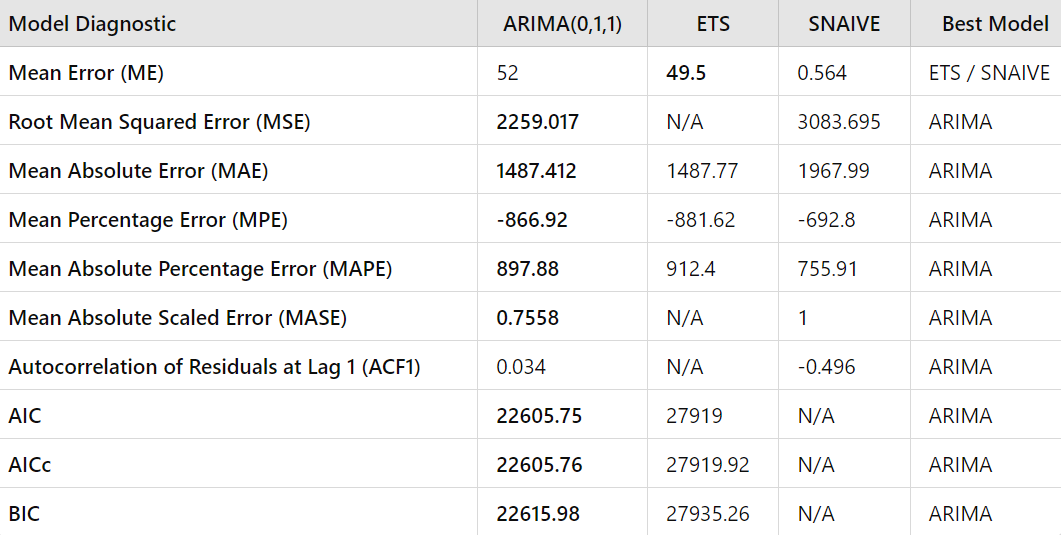 Model Diagnostic ARIMA(0,1,1) ETS SNAIVE Best Model
Mean Error (ME) 52 49.5 0.564 ETS / SNAIVE
Root Mean Squared Error (MSE) 2259.017 N/A 3083.695 ARIMA
Mean Absolute Error (MAE) 1487.412 1487.77 1967.99 ARIMA
Mean Percentage Error (MPE) -866.92 -881.62 -692.8 ARIMA
Mean Absolute Percentage Error (MAPE) 897.88 912.4 755.91 ARIMA
Mean Absolute Scaled Error (MASE) 0.7558 N/A 1 ARIMA
Autocorrelation of Residuals at Lag 1 (ACF1) 0.034 N/A -0.496 ARIMA
AIC 22605.75 27919 N/A ARIMA
AICc 22605.76 27919.92 N/A ARIMA
BIC 22615.98 27935.26 N/A ARIMA